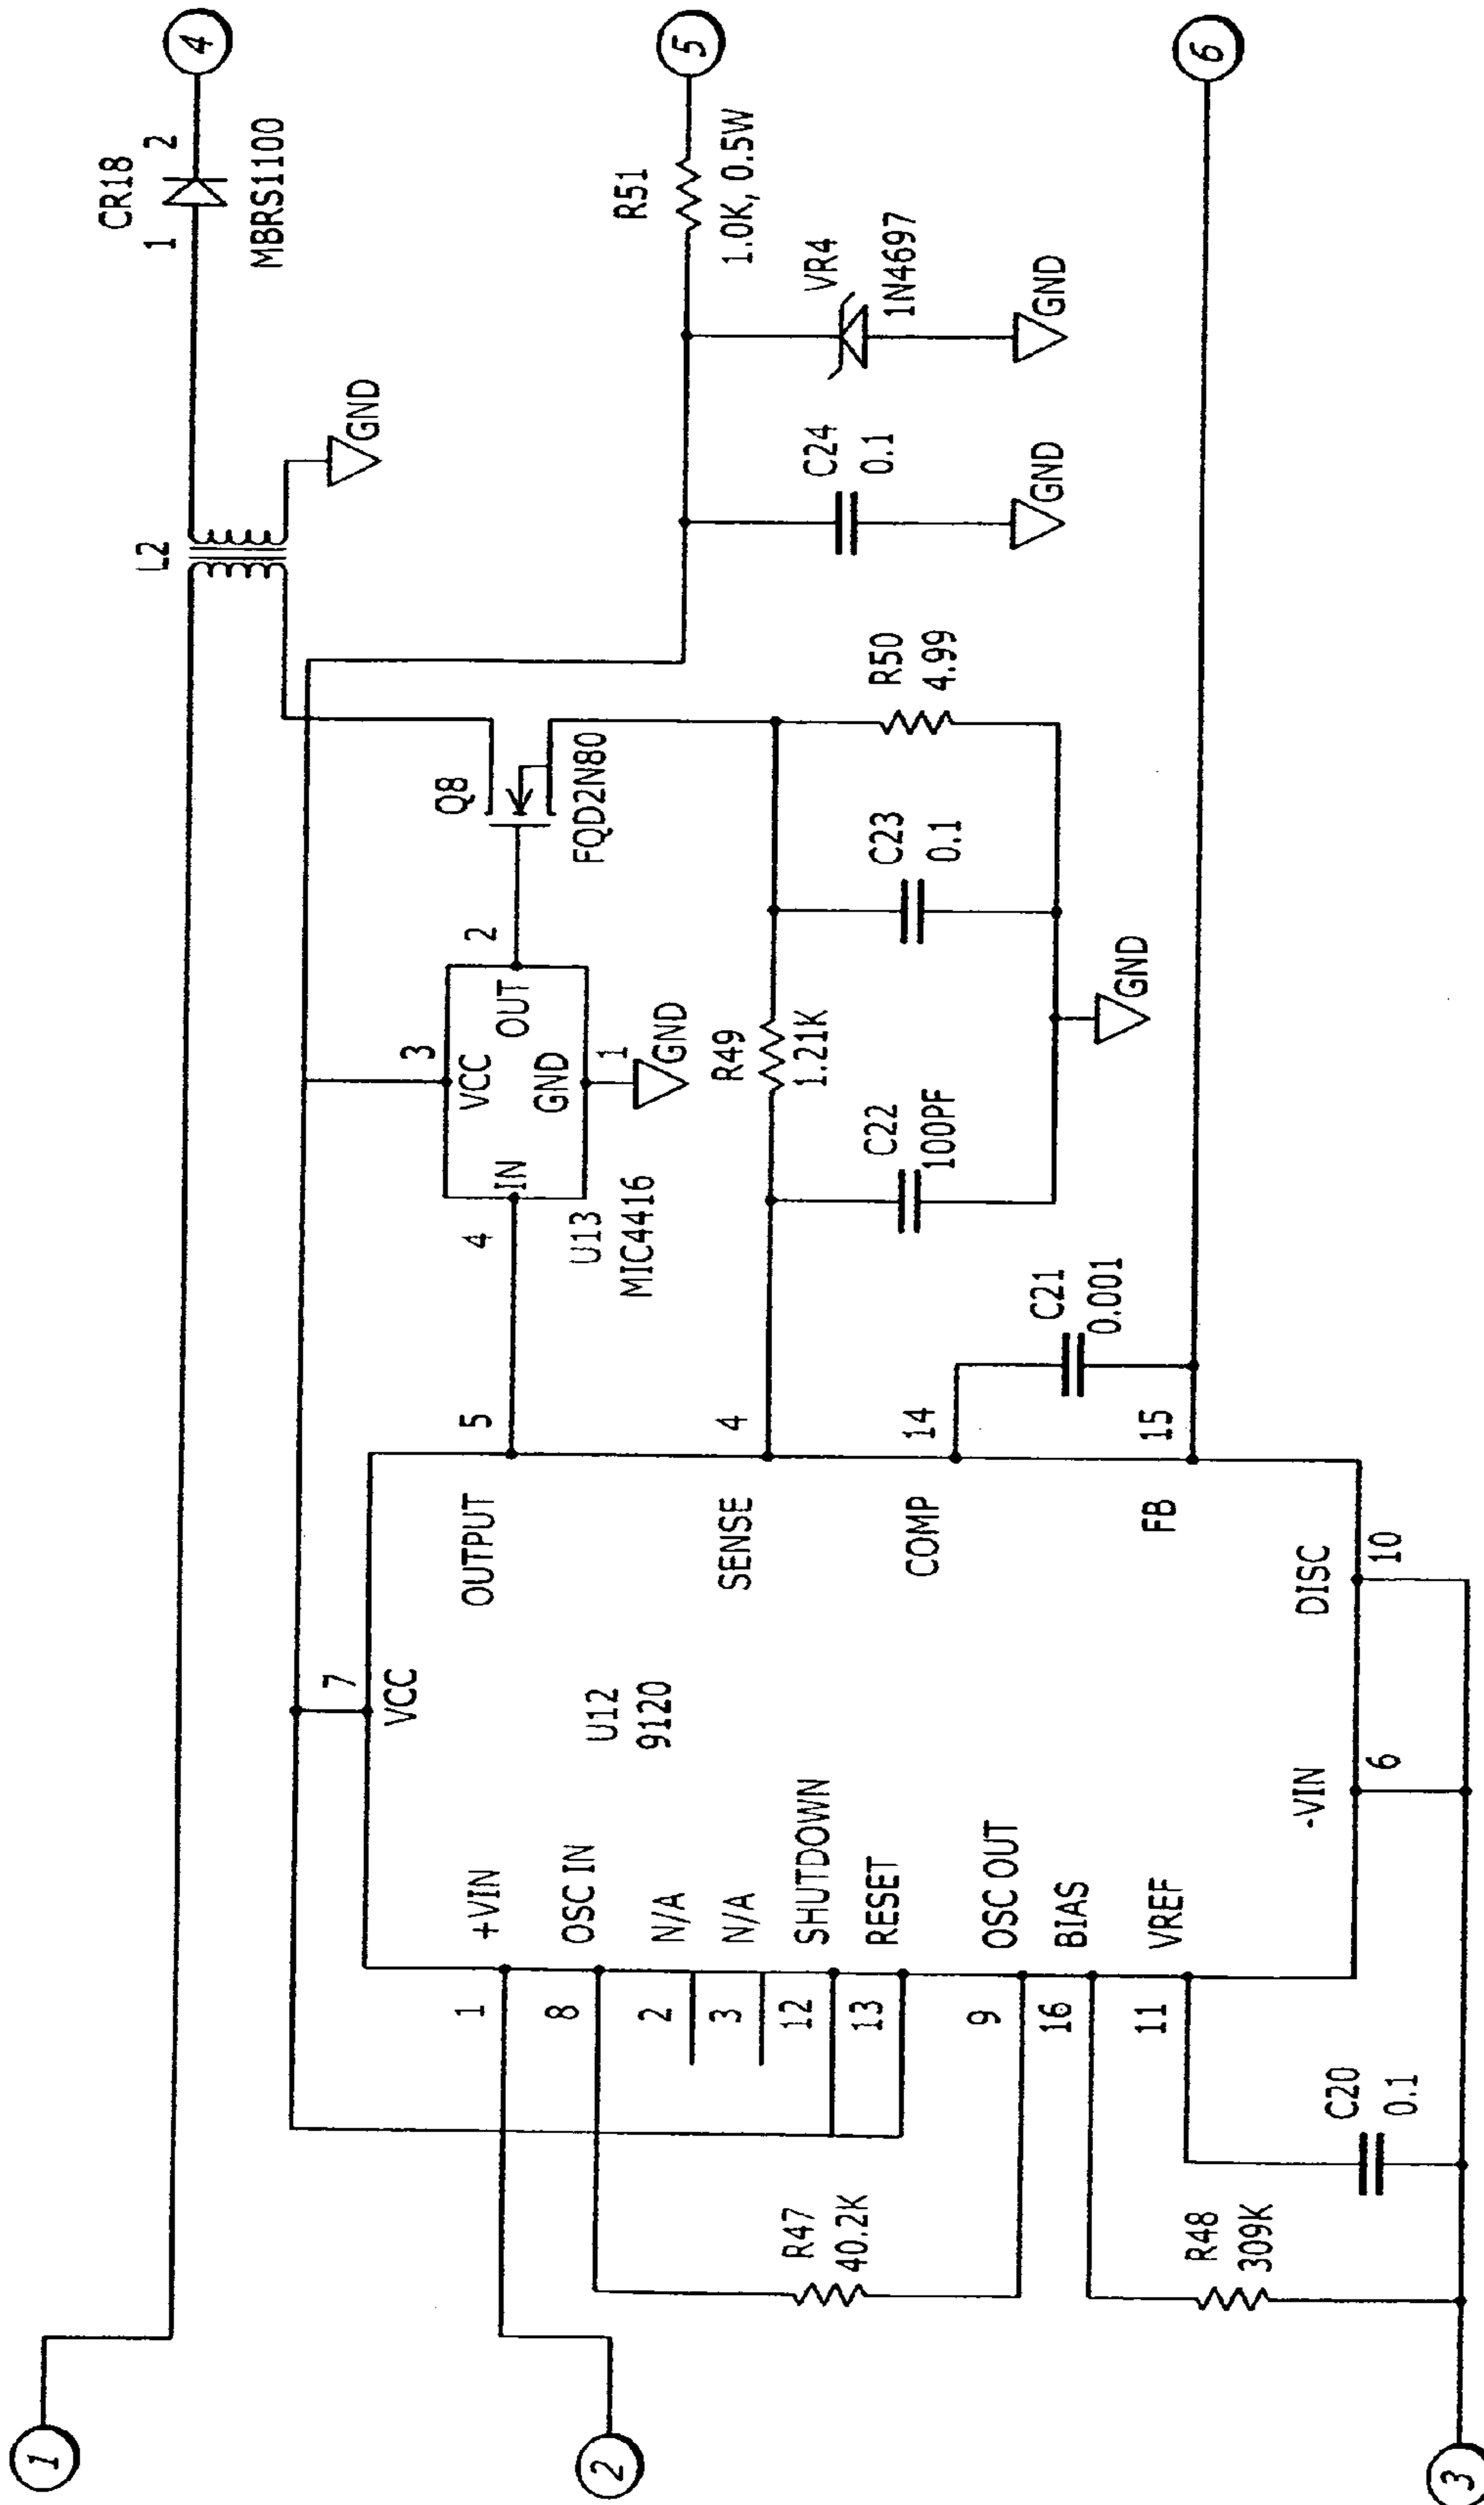 1
2
3
4
5
6
CR18
1
2
MBRS1100
L2
GND
R51
1.0K, 0.5W
VR4
1N4697
GND
C24
0.1
GND
Q8
FQD2N80
R50
4.99
C23
0.1
R49
1.21K
C22
100PF
GND
3
VCC
2
OUT
GND
1
GND
IN
4
U13
MIC4416
C21
0.001
5
4
14
15
OUTPUT
SENSE
COMP
FB
7
VCC
U12
9120
DISC
10
-VIN
6
+VIN
OSC IN
N/A
N/A
SHUTDOWN
RESET
OSC OUT
BIAS
VREF
1
8
2
3
12
13
9
16
11
R47
40.2K
R48
309K
C20
0.1